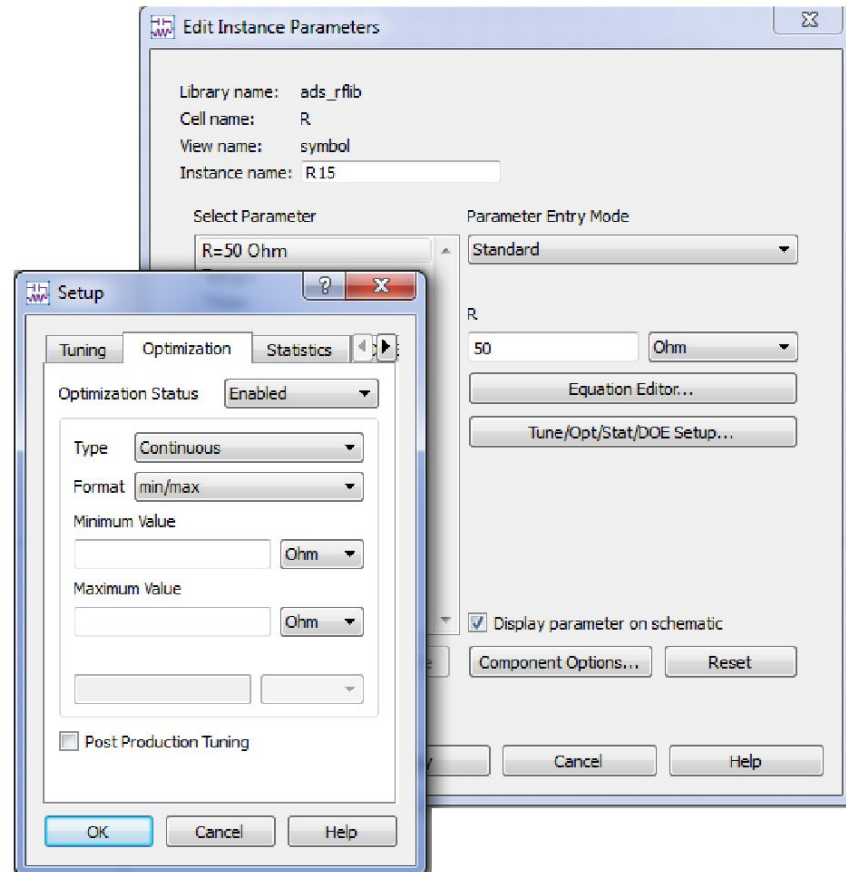 Edit Instance Parameters
Library name: ads_rflib
Cell name: R
View name: symbol
Instance name: R15
Select Parameter
R=50 Ohm
Parameter Entry Mode
Standard
R
50 Ohm
Equation Editor...
Tune/Opt/Stat/DOE Setup...
Display parameter on schematic
Component Options... Reset
Cancel Help
Setup
?
Tuning Optimization Statistics
Optimization Status Enabled
Type Continuous
Format min/max
Minimum Value
Ohm
Maximum Value
Ohm
Post Production Tuning
OK Cancel Help